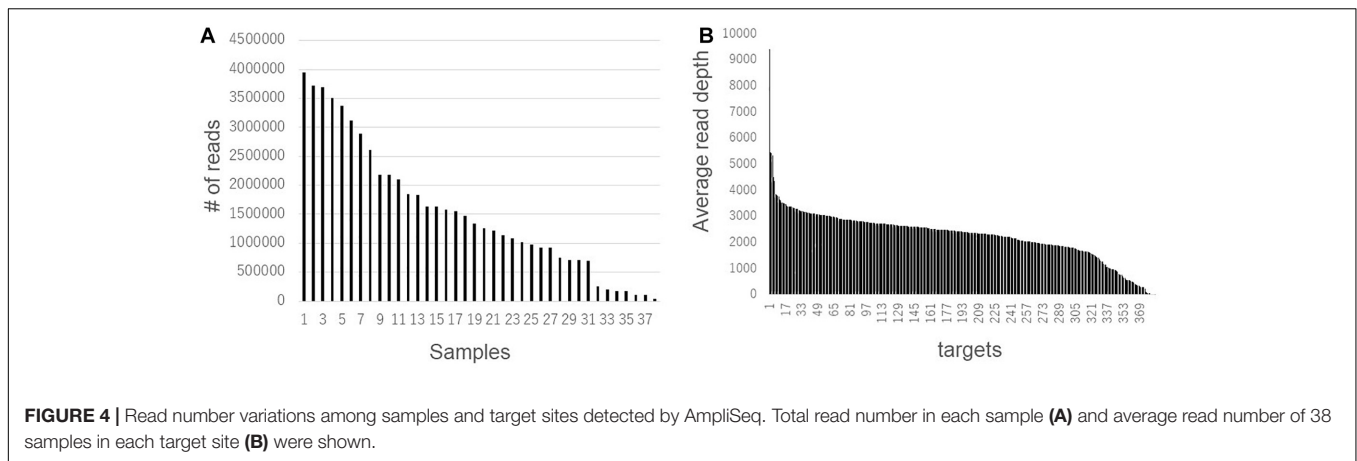 A
4500000
4000000
3500000
3000000
2500000
2000000
1500000
1000000
500000
0
# of reads
1 3 5 7 9 11 13 15 17 19 21 23 25 27 29 31 33 35 37
Samples
B
10000
9000
8000
7000
6000
5000
4000
3000
2000
1000
0
Average read depth
1 17 33 49 65 81 97 113 129 145 161 177 193 209 225 241 257 273 289 305 321 337 353 369
targets
FIGURE 4 | Read number variations among samples and target sites detected by AmpliSeq. Total read number in each sample (A) and average read number of 38
samples in each target site (B) were shown.